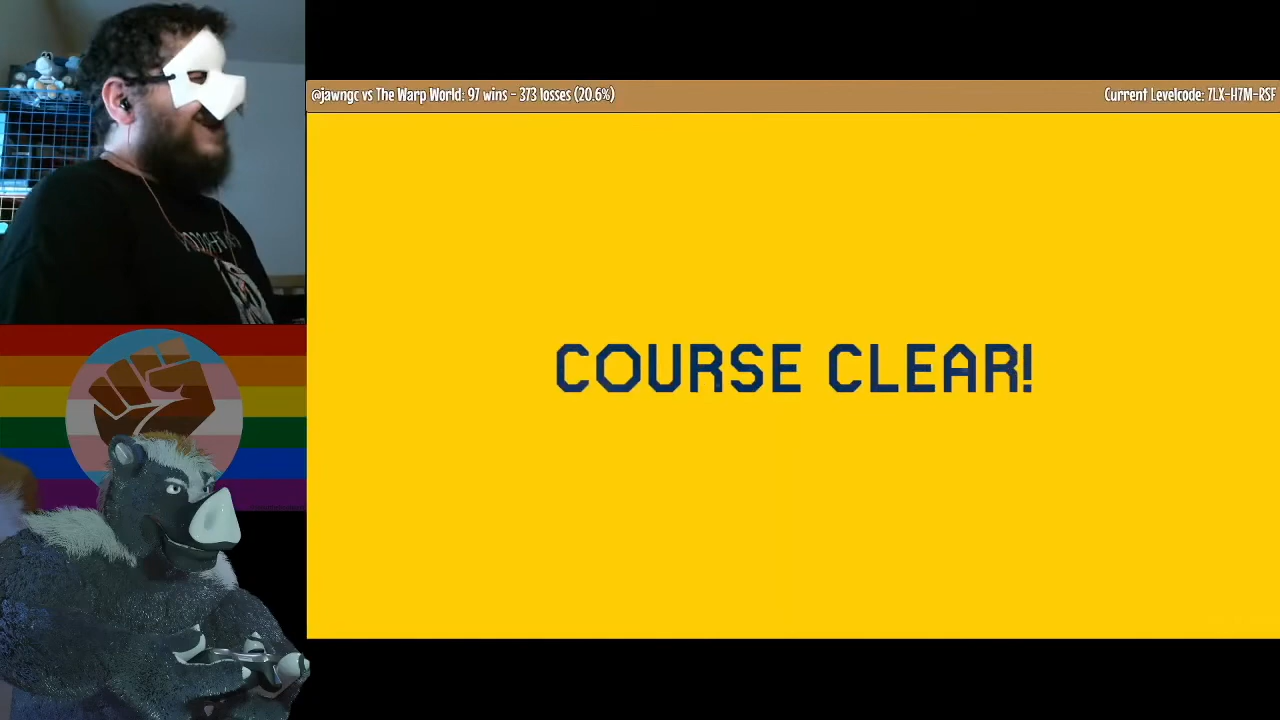 @jawngc vs The Warp World: 97 wins - 373 losses (20.6%)
Current Levelcode: 7LX-H7M-RSF
COURSE CLEAR!